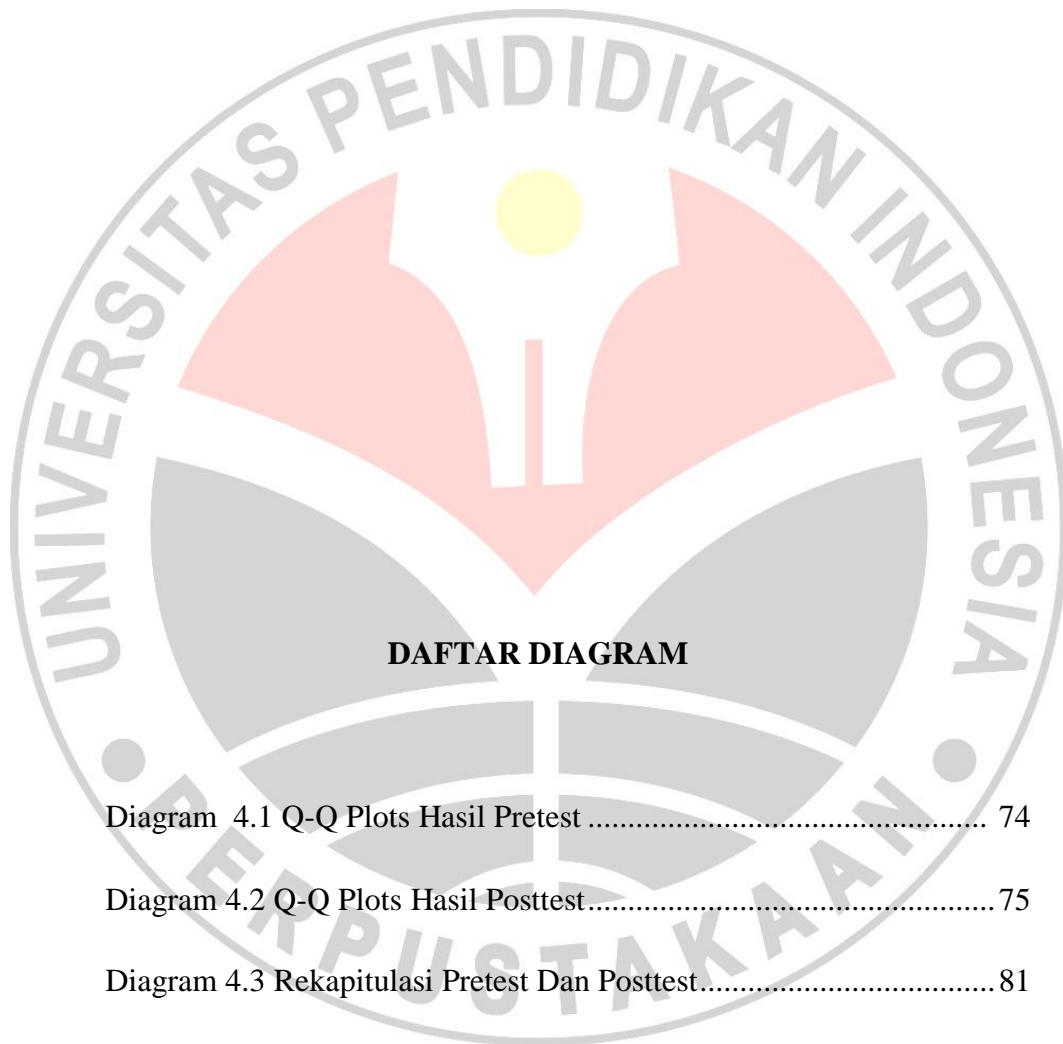 UNIVERSITAS PENDIDIKAN INDONESIA
DAFTAR DIAGRAM
Diagram  4.1 Q-Q Plots Hasil Pretest ............................................... 74
Diagram 4.2 Q-Q Plots Hasil Posttest................................................ 75
Diagram 4.3 Rekapitulasi Pretest Dan Posttest................................... 81
PERPUSTAKAAN